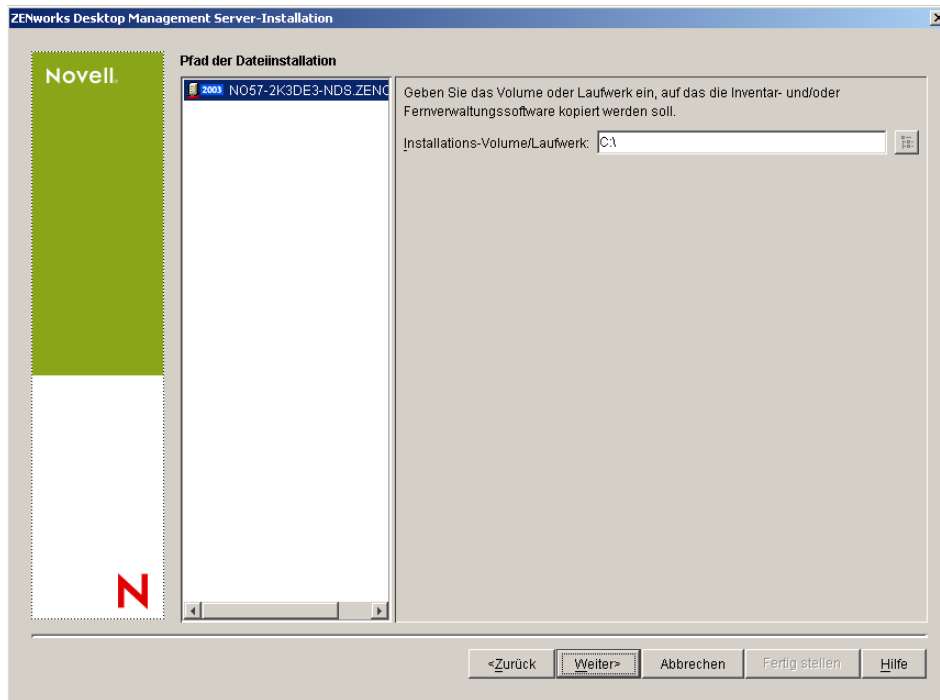 ZENworks Desktop Management Server-Installation
Novell.
Pfad der Dateiinstallation
2003 NO57-2K3DE3-NDS.ZENC
Geben Sie das Volume oder Laufwerk ein, auf das die Inventar- und/oder
Fernverwaltungssoftware kopiert werden soll.
Installations-Volume/Laufwerk: C:\
N
<Zurück Weiter> Abbrechen Fertig stellen Hilfe